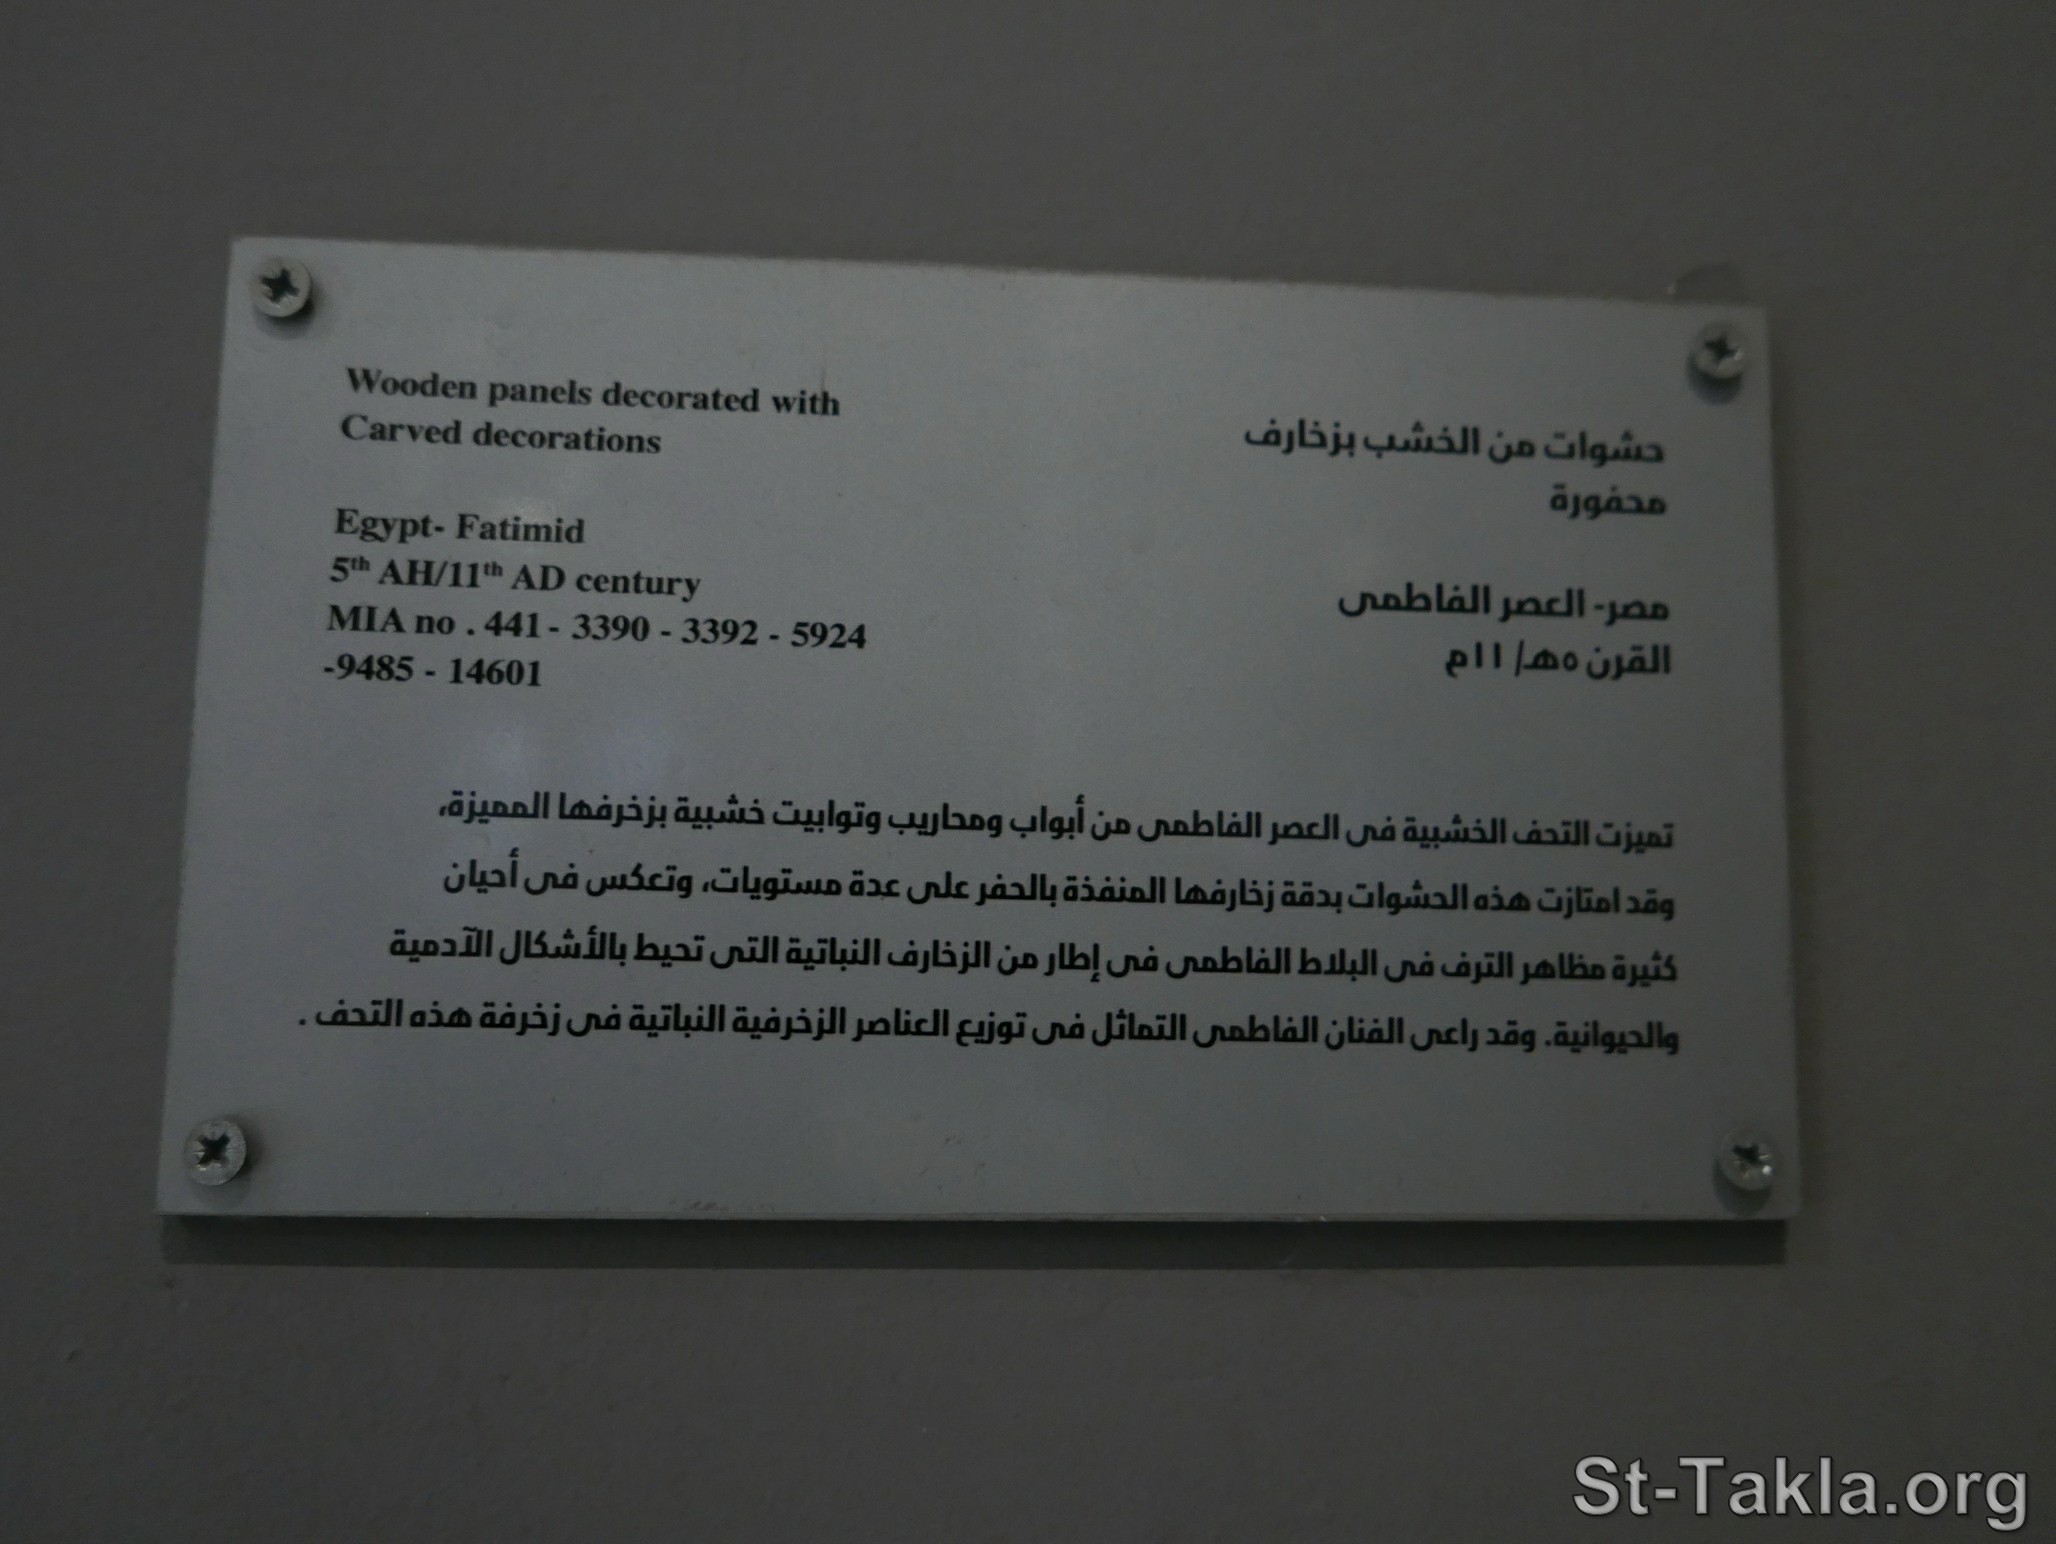 Wooden panels decorated with
Carved decorations
Egypt- Fatimid
5th AH/11th AD century
MIA no . 441 - 3390 - 3392 - 5924
-9485 - 14601
حشوات من الخشب بزخارف
محفورة
مصر- العصر الفاطمى
القرن ٥هـ/ ١١م
تميزت التحف الخشبية فى العصر الفاطمى من أبواب ومحاريب وتوابيت خشبية بزخرفها المميزة،
وقد امتازت هذه الحشوات بدقة زخارفها المنفذة بالحفر على عدة مستويات، وتعكس فى أحيان
كثيرة مظاهر الترف فى البلاط الفاطمى فى إطار من الزخارف النباتية التى تحيط بالأشكال الآدمية
والحيوانية. وقد راعى الفنان الفاطمى التماثل فى توزيع العناصر الزخرفية النباتية فى زخرفة هذه التحف .
St-Takla.org